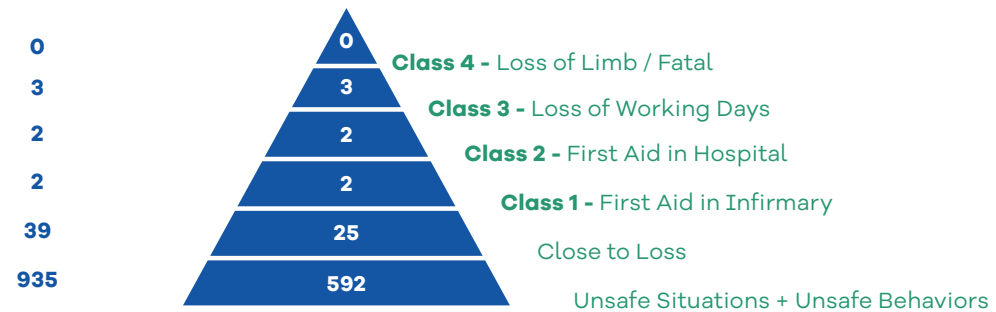 0 0 Class 4 - Loss of Limb / Fatal
3 3 Class 3 - Loss of Working Days
2 2 Class 2 - First Aid in Hospital
2 2 Class 1 - First Aid in Infirmary
39 25 Close to Loss
935 592 Unsafe Situations + Unsafe Behaviors